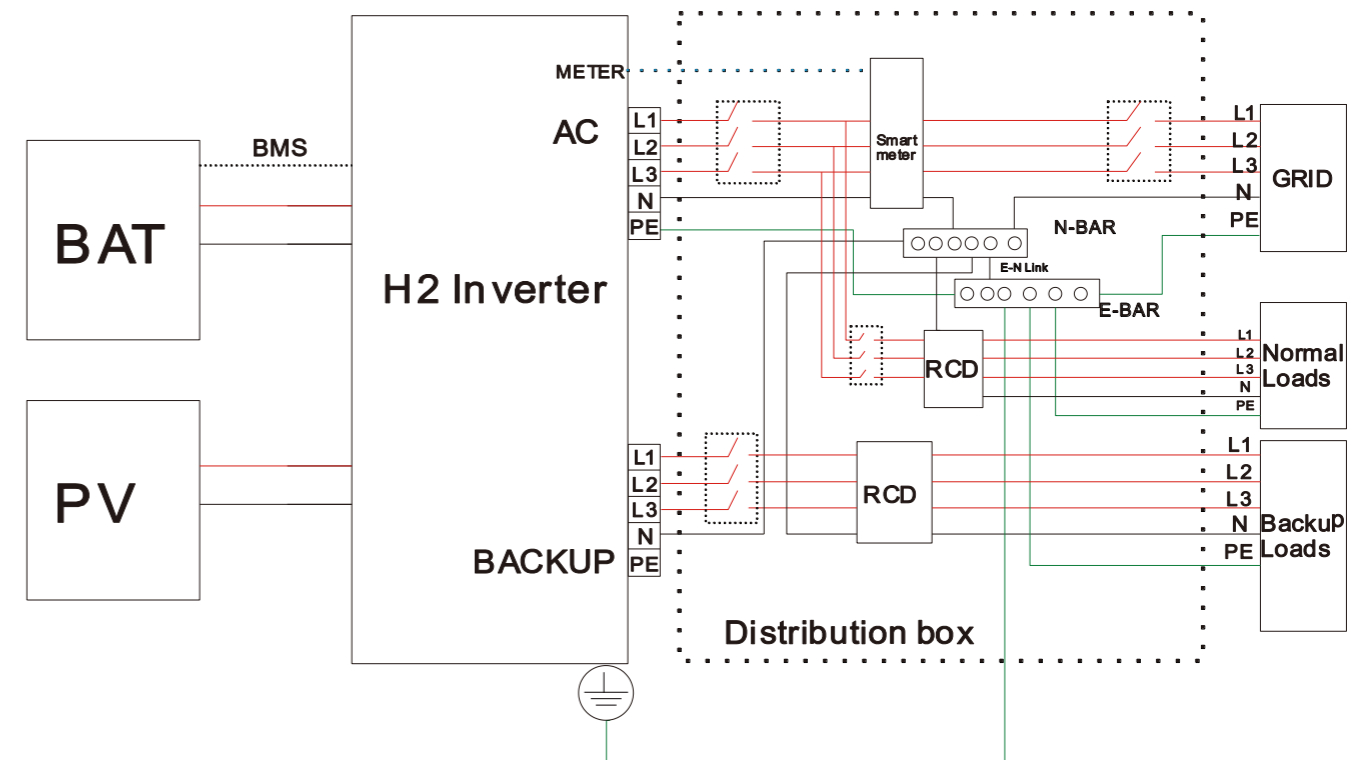 METER
BMS
BAT
PV
H2 Inverter
AC
L1
L2
L3
N
PE
BACKUP
L1
L2
L3
N
PE
Smart
meter
N-BAR
E-N Link
E-BAR
RCD
RCD
Distribution box
L1
L2
L3
N
PE
GRID
L1
L2
L3
N
PE
Normal
Loads
L1
L2
L3
N
PE
Backup
Loads